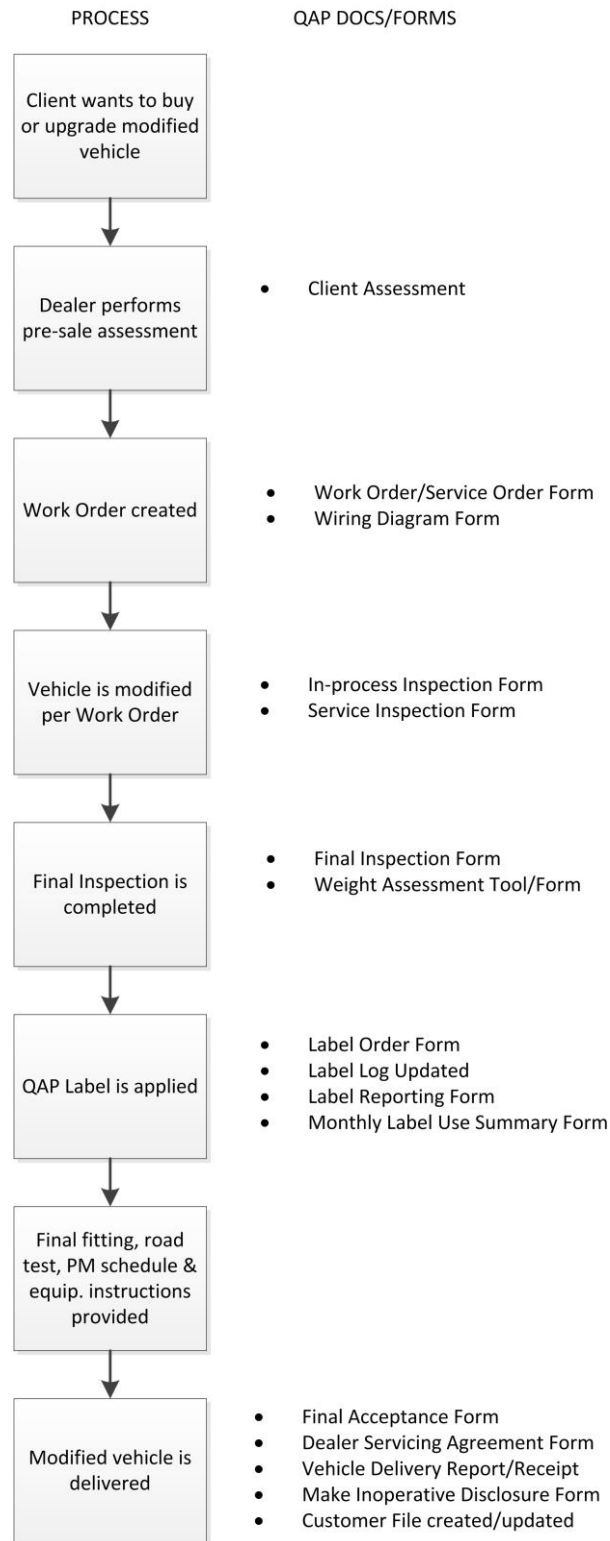 PROCESS
QAP DOCS/FORMS
Client wants to buy
or upgrade modified
vehicle
Dealer performs
pre-sale assessment
• Client Assessment
Work Order created
• Work Order/Service Order Form
• Wiring Diagram Form
Vehicle is modified
per Work Order
• In-process Inspection Form
• Service Inspection Form
Final Inspection is
completed
• Final Inspection Form
• Weight Assessment Tool/Form
QAP Label is applied
• Label Order Form
• Label Log Updated
• Label Reporting Form
• Monthly Label Use Summary Form
Final fitting, road
test, PM schedule &
equip. instructions
provided
Modified vehicle is
delivered
• Final Acceptance Form
• Dealer Servicing Agreement Form
• Vehicle Delivery Report/Receipt
• Make Inoperative Disclosure Form
• Customer File created/updated